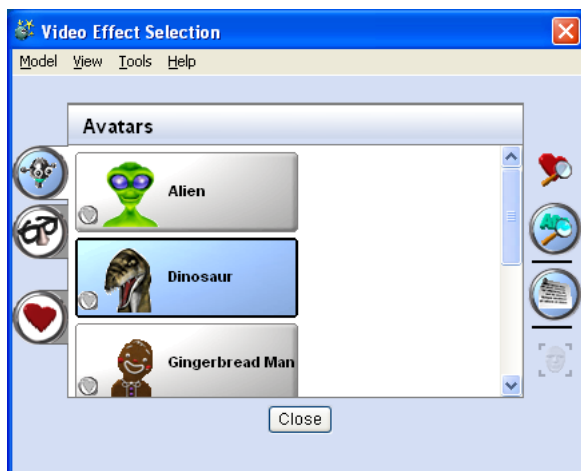 Video Effect Selection
Model View Tools Help
Avatars
Alien
Dinosaur
Gingerbread Man
Close